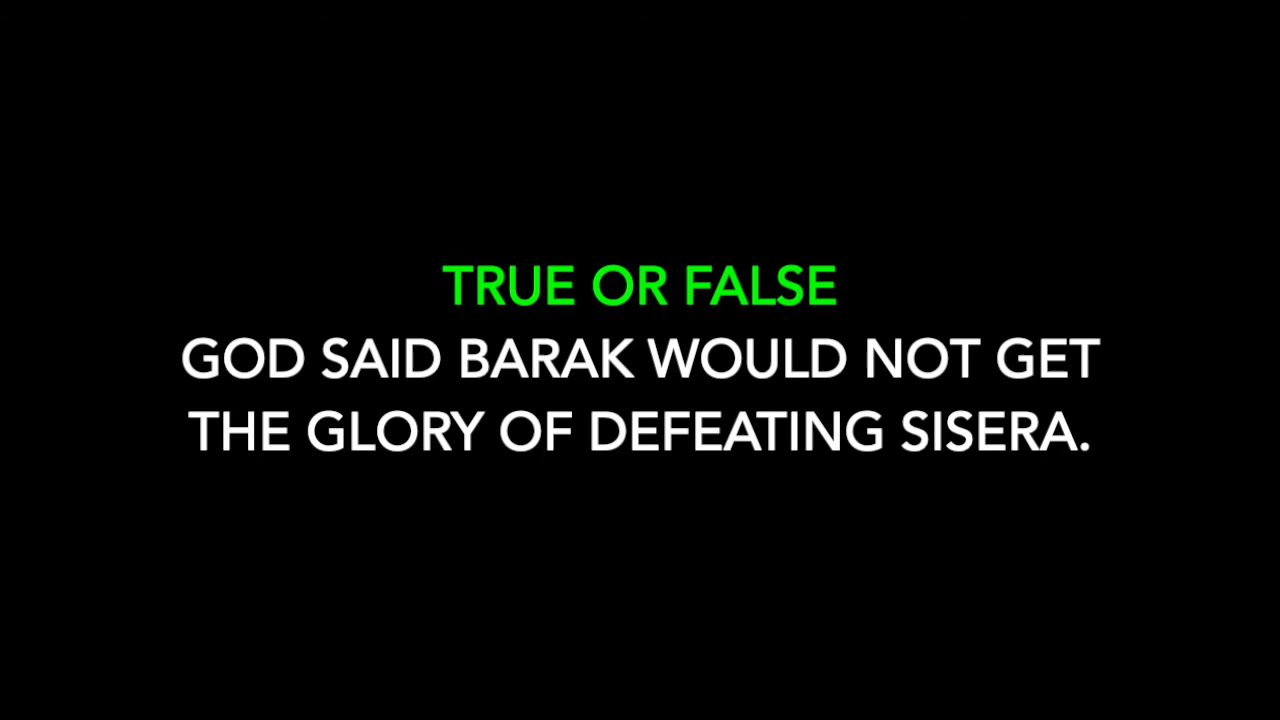 TRUE OR FALSE
GOD SAID BARAK WOULD NOT GET
THE GLORY OF DEFEATING SISERA.